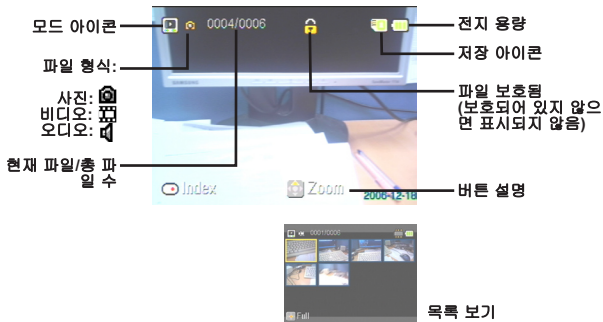 모드 아이콘
파일 형식:
사진:
비디오:
오디오:
현재 파일/총 파
일 수
0004/0006
SAMSUNG
Index
Zoom
2006-12-18
전지 용량
저장 아이콘
파일 보호됨
(보호되어 있지 않으
면 표시되지 않음)
버튼 설명
0001/0006
Full
목록 보기